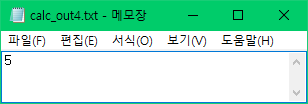 calc_out4.txt - 메모장
파일(F) 편집(E) 서식(O) 보기(V) 도움말(H)
5